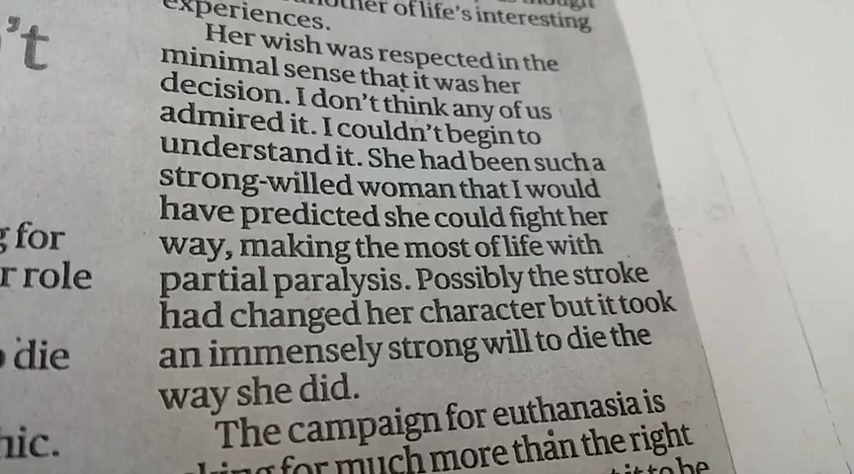 't
g for
r role
die
hic.
other of life's interesting
experiences.
Her wish was respected in the
minimal sense that it was her
decision. I don't think any of us
admired it. I couldn't begin to
understand it. She had been such a
strong-willed woman that I would
have predicted she could fight her
way, making the most of life with
partial paralysis. Possibly the stroke
had changed her character but it took
an immensely strong will to die the
way she did.
The campaign for euthanasia is
for much more than the right
it to be